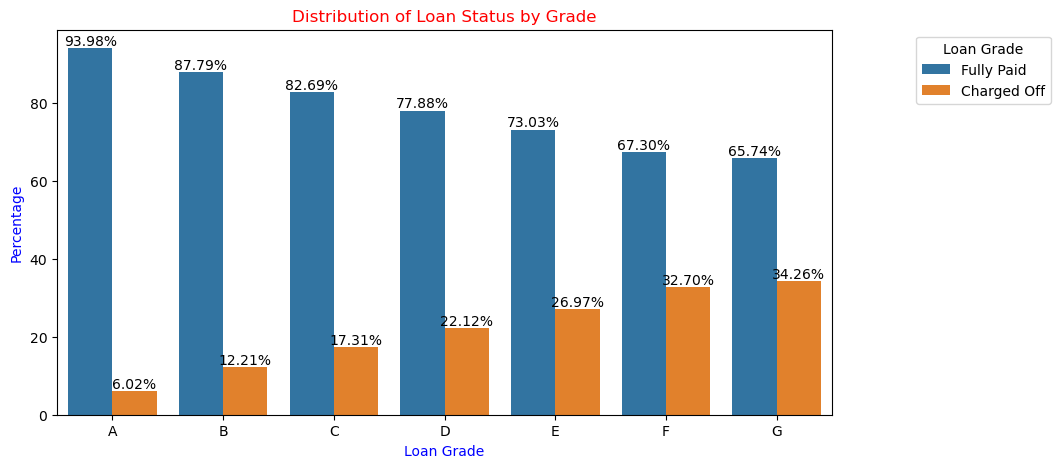 Distribution of Loan Status by Grade
93.98%
87.79%
82.69%
77.88%
73.03%
67.30%
65.74%
6.02%
12.21%
17.31%
22.12%
26.97%
32.70%
34.26%
80
60
40
20
0
Percentage
A B C D E F G
Loan Grade
Loan Grade
Fully Paid
Charged Off